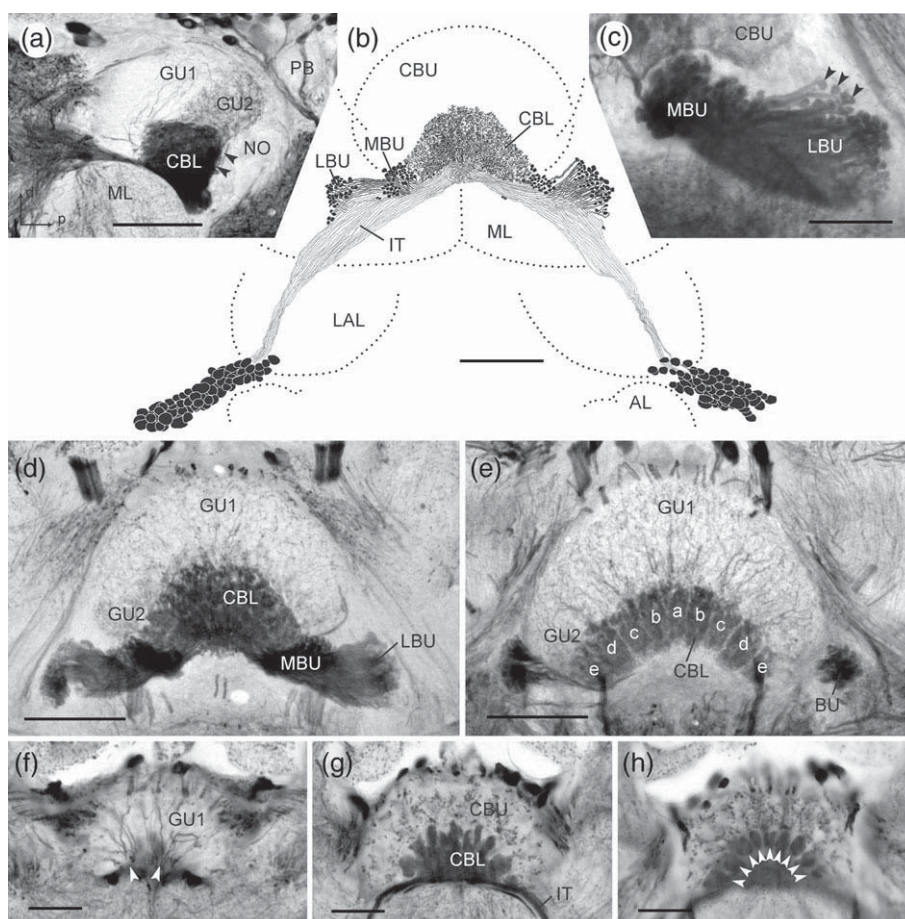 (a)
GU1
PB
GU2
CBL
NO
ML
d
p
(b)
CBU
CBL
MBU
LBU
IT
ML
LAL
AL
(c)
CBU
MBU
LBU
(d)
GU1
GU2
CBL
LBU
MBU
(e)
GU1
a
b b
c c
GU2 d d
e CBL e
BU
(f)
GU1
(g)
CBU
CBL
IT
(h)